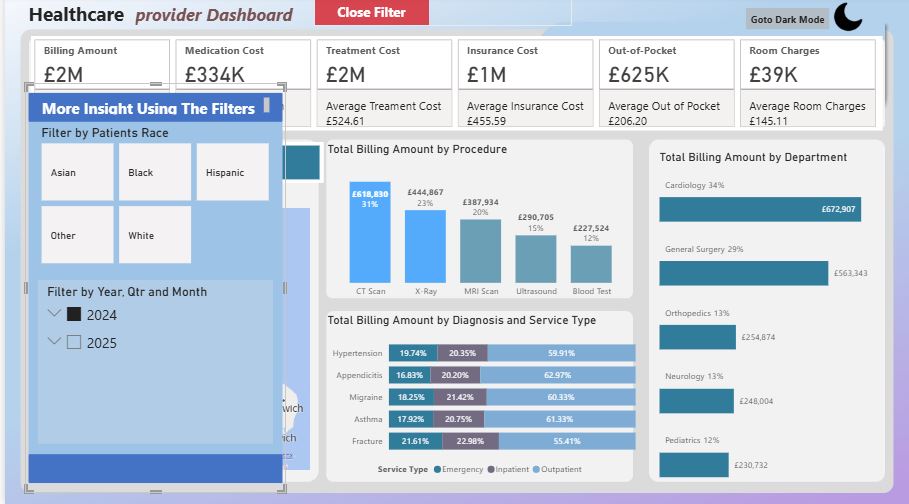 Healthcare provider Dashboard
Close Filter
Goto Dark Mode
Billing Amount
£2M
Medication Cost
£334K
Treatment Cost
£2M
Average Treament Cost
£524.61
Insurance Cost
£1M
Average Insurance Cost
£455.59
Out-of-Pocket
£625K
Average Out of Pocket
£206.20
Room Charges
£39K
Average Room Charges
£145.11
More Insight Using The Filters
Filter by Patients Race
Asian
Black
Hispanic
Other
White
Filter by Year, Qtr and Month
2024
2025
wich
ich
Total Billing Amount by Procedure
£618,830
31%
£444,867
23%
£387,934
20%
£290,705
15%
£227,524
12%
CT Scan
X-Ray
MRI Scan
Ultrasound
Blood Test
Total Billing Amount by Diagnosis and Service Type
Hypertension 19.74% 20.35% 59.91%
Appendicitis 16.83% 20.20% 62.97%
Migraine 18.25% 21.42% 60.33%
Asthma 17.92% 20.75% 61.33%
Fracture 21.61% 22.98% 55.41%
Service Type Emergency Inpatient Outpatient
Total Billing Amount by Department
Cardiology 34%
£672,907
General Surgery 29%
£563,343
Orthopedics 13%
£254,874
Neurology 13%
£248,004
Pediatrics 12%
£230,732